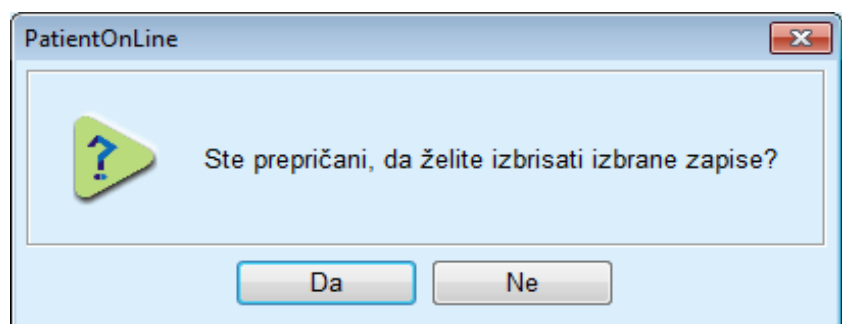 PatientOnLine
Ste prepričani, da želite izbrisati izbrane zapise?
Da
Ne